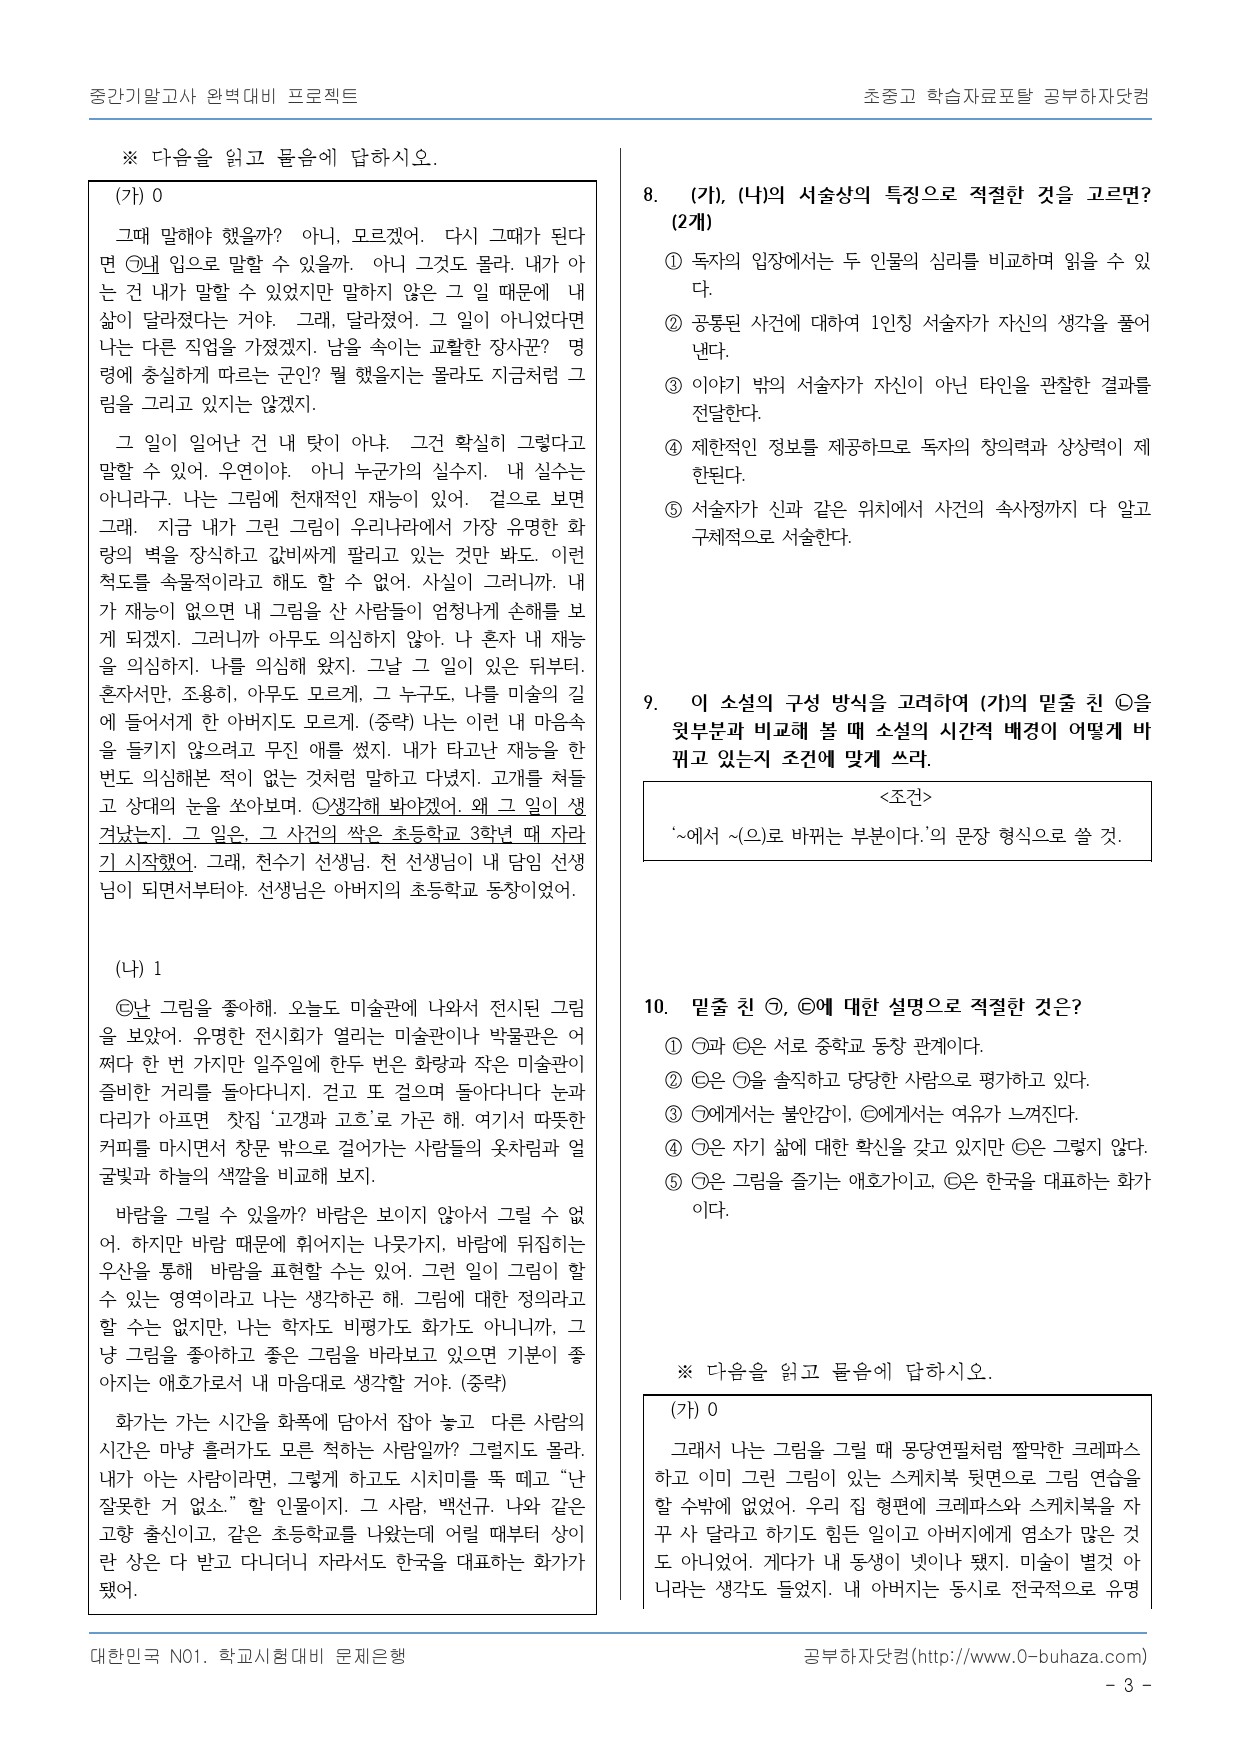 중간기말고사 완벽대비 프로젝트
초중고 학습자료포탈 공부하자닷컴
※ 다음을 읽고 물음에 답하시오.
(가) 0
그때 말해야 했을까? 아니, 모르겠어. 다시 그때가 된다
면 ㉠내 입으로 말할 수 있을까. 아니 그것도 몰라. 내가 아
는 건 내가 말할 수 있었지만 말하지 않은 그 일 때문에 내
삶이 달라졌다는 거야. 그래, 달라졌어. 그 일이 아니었다면
나는 다른 직업을 가졌겠지. 남을 속이는 교활한 장사꾼? 명
령에 충실하게 따르는 군인? 뭘 했을지는 몰라도 지금처럼 그
림을 그리고 있지는 않겠지.
그 일이 일어난 건 내 탓이 아냐. 그건 확실히 그렇다고
말할 수 있어. 우연이야. 아니 누군가의 실수지. 내 실수는
아니라구. 나는 그림에 천재적인 재능이 있어. 겉으로 보면
그래. 지금 내가 그린 그림이 우리나라에서 가장 유명한 화
랑의 벽을 장식하고 값비싸게 팔리고 있는 것만 봐도. 이런
척도를 속물적이라고 해도 할 수 없어. 사실이 그러니까. 내
가 재능이 없으면 내 그림을 산 사람들이 엄청나게 손해를 보
게 되겠지. 그러니까 아무도 의심하지 않아. 나 혼자 내 재능
을 의심하지. 나를 의심해 왔지. 그날 그 일이 있은 뒤부터.
혼자서만, 조용히, 아무도 모르게, 그 누구도, 나를 미술의 길
에 들어서게 한 아버지도 모르게. (중략) 나는 이런 내 마음속
을 들키지 않으려고 무진 애를 썼지. 내가 타고난 재능을 한
번도 의심해본 적이 없는 것처럼 말하고 다녔지. 고개를 쳐들
고 상대의 눈을 쏘아보며. ㉡생각해 봐야겠어. 왜 그 일이 생
겨났는지. 그 일은, 그 사건의 싹은 초등학교 3학년 때 자라
기 시작했어. 그래, 천수기 선생님. 천 선생님이 내 담임 선생
님이 되면서부터야. 선생님은 아버지의 초등학교 동창이었어.
(나) 1
㉢난 그림을 좋아해. 오늘도 미술관에 나와서 전시된 그림
을 보았어. 유명한 전시회가 열리는 미술관이나 박물관은 어
쩌다 한 번 가지만 일주일에 한두 번은 화랑과 작은 미술관이
즐비한 거리를 돌아다니지. 걷고 또 걸으며 돌아다니다 눈과
다리가 아프면 찻집 ‘고갱과 고흐’로 가곤 해. 여기서 따뜻한
커피를 마시면서 창문 밖으로 걸어가는 사람들의 옷차림과 얼
굴빛과 하늘의 색깔을 비교해 보지.
바람을 그릴 수 있을까? 바람은 보이지 않아서 그릴 수 없
어. 하지만 바람 때문에 휘어지는 나뭇가지, 바람에 뒤집히는
우산을 통해 바람을 표현할 수는 있어. 그런 일이 그림이 할
수 있는 영역이라고 나는 생각하곤 해. 그림에 대한 정의라고
할 수는 없지만, 나는 학자도 비평가도 화가도 아니니까, 그
냥 그림을 좋아하고 좋은 그림을 바라보고 있으면 기분이 좋
아지는 애호가로서 내 마음대로 생각할 거야. (중략)
화가는 가는 시간을 화폭에 담아서 잡아 놓고 다른 사람의
시간은 마냥 흘러가도 모른 척하는 사람일까? 그럴지도 몰라.
내가 아는 사람이라면, 그렇게 하고도 시치미를 뚝 떼고 “난
잘못한 거 없소.” 할 인물이지. 그 사람, 백선규. 나와 같은
고향 출신이고, 같은 초등학교를 나왔는데 어릴 때부터 상이
란 상은 다 받고 다니더니 자라서도 한국을 대표하는 화가가
됐어.
8. (가), (나)의 서술상의 특징으로 적절한 것을 고르면?
(2개)
① 독자의 입장에서는 두 인물의 심리를 비교하며 읽을 수 있
다.
② 공통된 사건에 대하여 1인칭 서술자가 자신의 생각을 풀어
낸다.
③ 이야기 밖의 서술자가 자신이 아닌 타인을 관찰한 결과를
전달한다.
④ 제한적인 정보를 제공하므로 독자의 창의력과 상상력이 제
한된다.
⑤ 서술자가 신과 같은 위치에서 사건의 속사정까지 다 알고
구체적으로 서술한다.
9. 이 소설의 구성 방식을 고려하여 (가)의 밑줄 친 ㉡을
윗부분과 비교해 볼 때 소설의 시간적 배경이 어떻게 바
뀌고 있는지 조건에 맞게 쓰라.
<조건>
‘~에서 ~(으)로 바뀌는 부분이다.’의 문장 형식으로 쓸 것.
10. 밑줄 친 ㉠, ㉢에 대한 설명으로 적절한 것은?
① ㉠과 ㉢은 서로 중학교 동창 관계이다.
② ㉢은 ㉠을 솔직하고 당당한 사람으로 평가하고 있다.
③ ㉠에게서는 불안감이, ㉢에게서는 여유가 느껴진다.
④ ㉠은 자기 삶에 대한 확신을 갖고 있지만 ㉢은 그렇지 않다.
⑤ ㉠은 그림을 즐기는 애호가이고, ㉢은 한국을 대표하는 화가
이다.
※ 다음을 읽고 물음에 답하시오.
(가) 0
그래서 나는 그림을 그릴 때 몽당연필처럼 짤막한 크레파스
하고 이미 그린 그림이 있는 스케치북 뒷면으로 그림 연습을
할 수밖에 없었어. 우리 집 형편에 크레파스와 스케치북을 자
꾸 사 달라고 하기도 힘든 일이고 아버지에게 염소가 많은 것
도 아니었어. 게다가 내 동생이 넷이나 됐지. 미술이 별것 아
니라는 생각도 들었지. 내 아버지는 동시로 전국적으로 유명
대한민국 N01. 학교시험대비 문제은행
공부하자닷컴(http://www.0-buhaza.com)
- 3 -